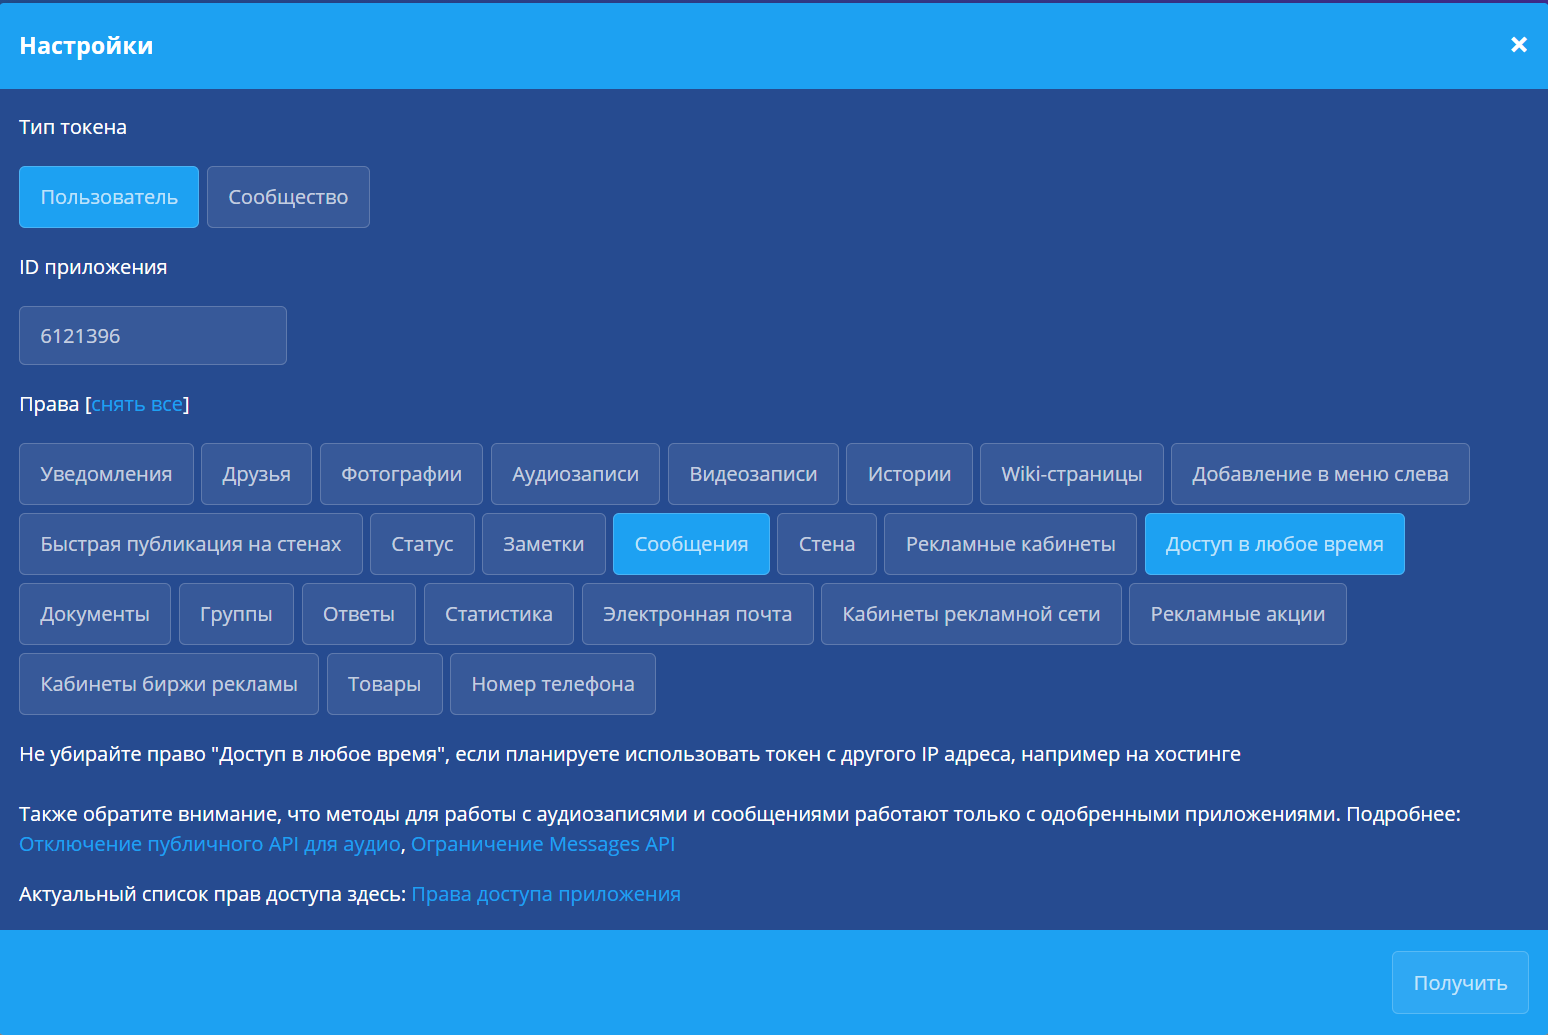 Настройки
Тип токена
Пользователь Сообщество
ID приложения
6121396
Права [снять все]
Уведомления Друзья Фотографии Аудиозаписи Видеозаписи Истории Wiki-страницы Добавление в меню слева
Быстрая публикация на стенах Статус Заметки Сообщения Стена Рекламные кабинеты Доступ в любое время
Документы Группы Ответы Статистика Электронная почта Кабинеты рекламной сети Рекламные акции
Кабинеты биржи рекламы Товары Номер телефона
Не убирайте право "Доступ в любое время", если планируете использовать токен с другого IP адреса, например на хостинге
Также обратите внимание, что методы для работы с аудиозаписями и сообщениями работают только с одобренными приложениями. Подробнее:
Отключение публичного API для аудио, Ограничение Messages API
Актуальный список прав доступа здесь: Права доступа приложения
Получить